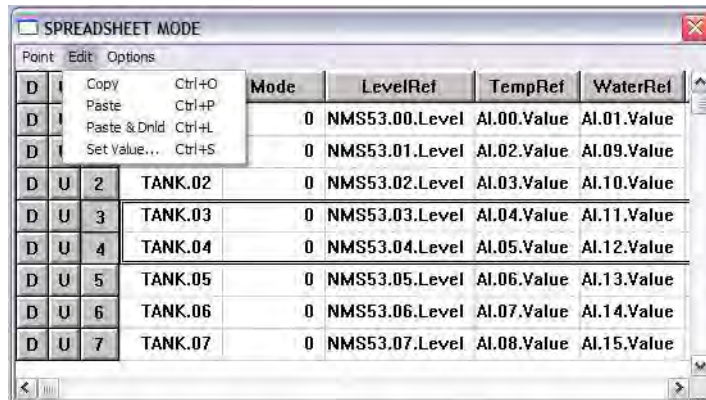 SPREADSHEET MODE
Point Edit Options
D Mode LevelRef TempRef WaterRef
Copy Ctrl+O
Paste Ctrl+P
Paste & Dnld Ctrl+L
Set Value... Ctrl+S
D 0 NMS53.00.Level AI.00.Value AI.01.Value
D 0 NMS53.01.Level AI.02.Value AI.09.Value
D U 2 TANK.02 0 NMS53.02.Level AI.03.Value AI.10.Value
D U 3 TANK.03 0 NMS53.03.Level AI.04.Value AI.11.Value
D U 4 TANK.04 0 NMS53.04.Level AI.05.Value AI.12.Value
D U 5 TANK.05 0 NMS53.05.Level AI.06.Value AI.13.Value
D U 6 TANK.06 0 NMS53.06.Level AI.07.Value AI.14.Value
D U 7 TANK.07 0 NMS53.07.Level AI.08.Value AI.15.Value